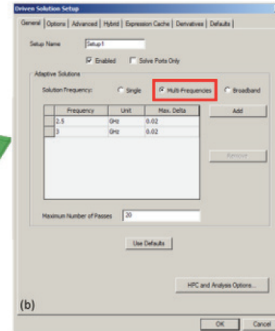 Driven Solution Setup
General Options Advanced Hybrid Expression Cache Derivatives Defaults
Setup Name Setup1
Enabled Solve Ports Only
Adaptive Solutions
Solution Frequency: Single Multi-Frequencies Broadband
Frequency Unit Max. Delta Add
2.5 GHz 0.02
3 GHz 0.02
Remove
Maximum Number of Passes 20
Use Defaults
HPC and Analysis Options...
(b)
OK Cancel